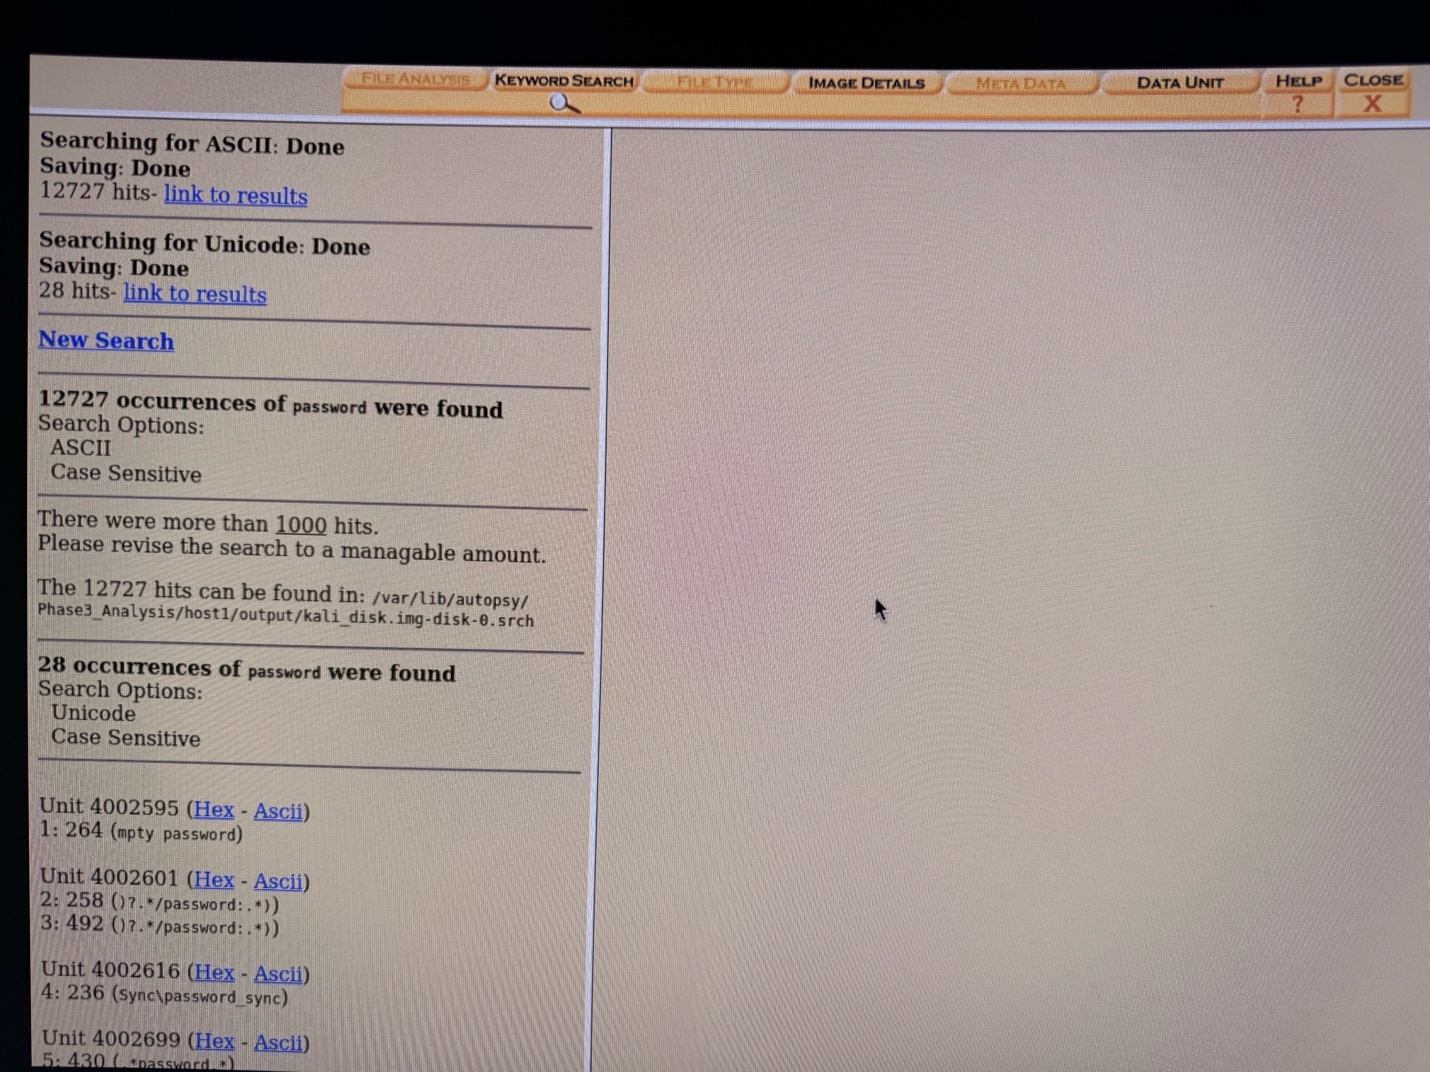 FILE ANALYSIS KEYWORD SEARCH FILE TYPE IMAGE DETAILS META DATA DATA UNIT HELP CLOSE
? X
Searching for ASCII: Done
Saving: Done
12727 hits- link to results
Searching for Unicode: Done
Saving: Done
28 hits- link to results
New Search
12727 occurrences of password were found
Search Options:
ASCII
Case Sensitive
There were more than 1000 hits.
Please revise the search to a managable amount.
The 12727 hits can be found in: /var/lib/autopsy/
Phase3_Analysis/host1/output/kali_disk.img-disk-0.srch
28 occurrences of password were found
Search Options:
Unicode
Case Sensitive
Unit 4002595 (Hex - Ascii)
1: 264 (mpty password)
Unit 4002601 (Hex - Ascii)
2: 258 ()?.*/password:.*))
3: 492 ()?.*/password:.*))
Unit 4002616 (Hex - Ascii)
4: 236 (Sync\password_sync)
Unit 4002699 (Hex - Ascii)
5: 430 (.*password.*)